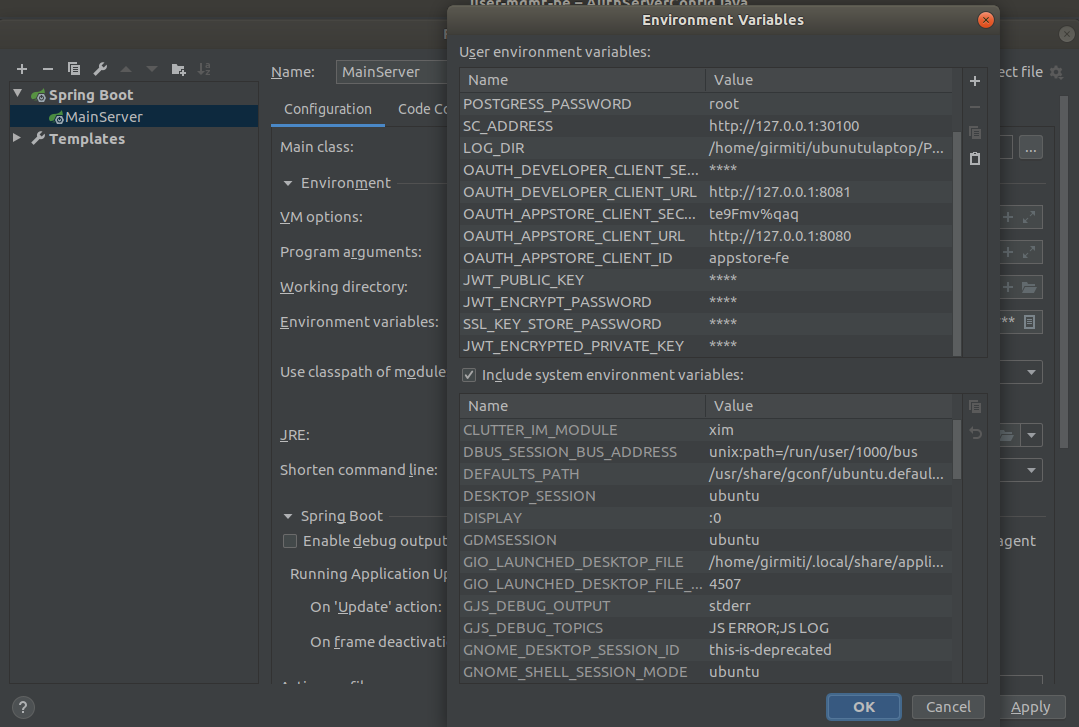 user-mgmt-be – AuthServerConfig.java
Environment Variables
User environment variables:
Name Value
POSTGRESS_PASSWORD root
SC_ADDRESS http://127.0.0.1:30100
LOG_DIR /home/girmiti/ubunutulaptop/P...
OAUTH_DEVELOPER_CLIENT_SE... ****
OAUTH_DEVELOPER_CLIENT_URL http://127.0.0.1:8081
OAUTH_APPSTORE_CLIENT_SEC... te9Fmv%qaq
OAUTH_APPSTORE_CLIENT_URL http://127.0.0.1:8080
OAUTH_APPSTORE_CLIENT_ID appstore-fe
JWT_PUBLIC_KEY ****
JWT_ENCRYPT_PASSWORD ****
SSL_KEY_STORE_PASSWORD ****
JWT_ENCRYPTED_PRIVATE_KEY ****
Include system environment variables:
Name Value
CLUTTER_IM_MODULE xim
DBUS_SESSION_BUS_ADDRESS unix:path=/run/user/1000/bus
DEFAULTS_PATH /usr/share/gconf/ubuntu.defaul...
DESKTOP_SESSION ubuntu
DISPLAY :0
GDMSESSION ubuntu
GIO_LAUNCHED_DESKTOP_FILE /home/girmiti/.local/share/appli...
GIO_LAUNCHED_DESKTOP_FILE_... 4507
GJS_DEBUG_OUTPUT stderr
GJS_DEBUG_TOPICS JS ERROR;JS LOG
GNOME_DESKTOP_SESSION_ID this-is-deprecated
GNOME_SHELL_SESSION_MODE ubuntu
OK Cancel Apply
Spring Boot
MainServer
Templates
Name: MainServer
ect file
Configuration Code Co
Main class:
...
Environment
VM options:
Program arguments:
Working directory:
Environment variables: **
Use classpath of module
JRE:
Shorten command line:
Spring Boot
Enable debug output
agent
Running Application Up
On 'Update' action:
On frame deactivati
?